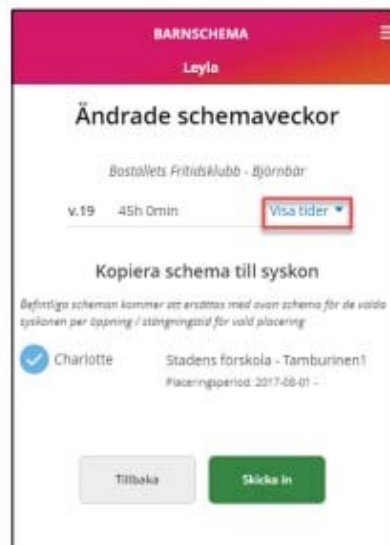 BARNSCHEMA
Leyla
Ändrade schemaveckor
Boställets Fritidsklubb - Björnbär
v.19 45h 0min Visa tider
Kopiera schema till syskon
Befintliga scheman kommer att ersättas med ovan schema för de valda
syskonen per öppning / stängningstid för vald placering
Charlotte Stadens förskola - Tamburinen1
Placeringsperiod: 2017-08-01 -
Tillbaka Skicka in